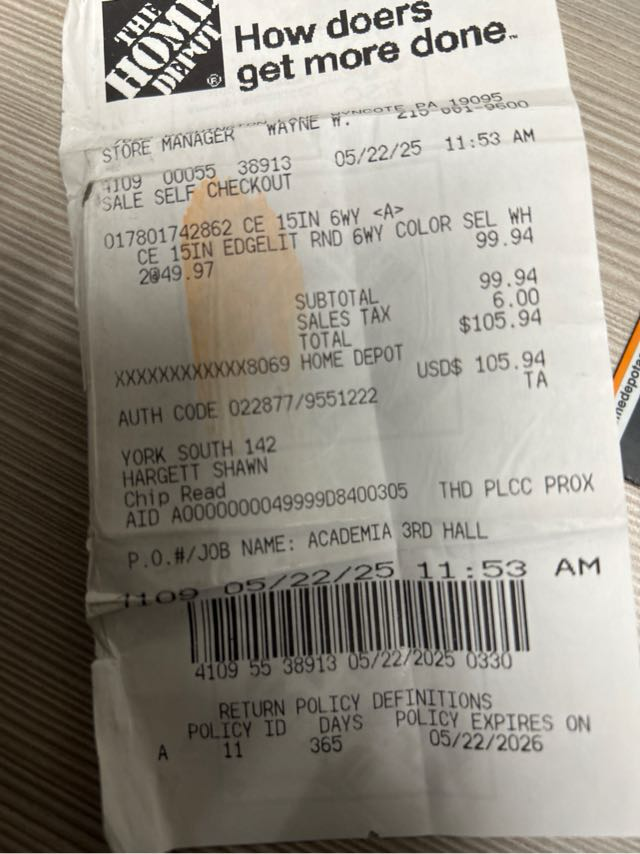 THE
HOME
DEPOT
®
How doers
get more done™
WYNCOTE, PA 19095
STORE MANAGER WAYNE W.
4109 00055 38913 05/22/25 11:53 AM
SALE SELF CHECKOUT
017801742862 CE 15IN 6WY <A>
CE 15IN EDGELIT RND 6WY COLOR SEL WH
2@49.97 99.94
SUBTOTAL 99.94
SALES TAX 6.00
TOTAL $105.94
XXXXXXXXXXXX8069 HOME DEPOT
USD$ 105.94
AUTH CODE 022877/9551222 TA
YORK SOUTH 142
HARGETT SHAWN
Chip Read
AID A0000000049999D8400305 THD PLCC PROX
P.O.#/JOB NAME: ACADEMIA 3RD HALL
4109 05/22/25 11:53 AM
4109 55 38913 05/22/2025 0330
RETURN POLICY DEFINITIONS
POLICY ID DAYS POLICY EXPIRES ON
A 11 365 05/22/2026